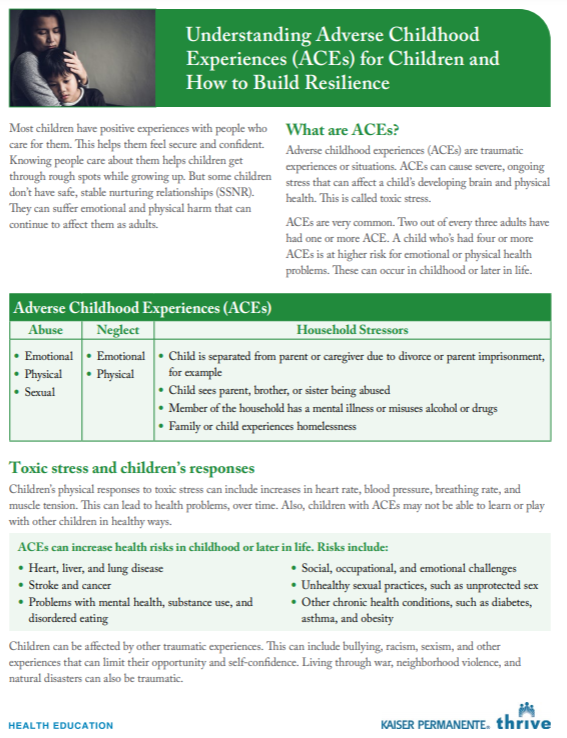 Understanding Adverse Childhood
Experiences (ACEs) for Children and
How to Build Resilience
Most children have positive experiences with people who
care for them. This helps them feel secure and confident.
Knowing people care about them helps children get
through rough spots while growing up. But some children
don't have safe, stable nurturing relationships (SSNR).
They can suffer emotional and physical harm that can
continue to affect them as adults.
What are ACEs?
Adverse childhood experiences (ACEs) are traumatic
experiences or situations. ACEs can cause severe, ongoing
stress that can affect a child's developing brain and physical
health. This is called toxic stress.
ACEs are very common. Two out of every three adults have
had one or more ACE. A child who's had four or more
ACEs is at higher risk for emotional or physical health
problems. These can occur in childhood or later in life.
Adverse Childhood Experiences (ACEs)
Abuse
• Emotional
• Physical
• Sexual
Neglect
• Emotional
• Physical
Household Stressors
• Child is separated from parent or caregiver due to divorce or parent imprisonment,
for example
• Child sees parent, brother, or sister being abused
• Member of the household has a mental illness or misuses alcohol or drugs
• Family or child experiences homelessness
Toxic stress and children's responses
Children's physical responses to toxic stress can include increases in heart rate, blood pressure, breathing rate, and
muscle tension. This can lead to health problems, over time. Also, children with ACEs may not be able to learn or play
with other children in healthy ways.
ACEs can increase health risks in childhood or later in life. Risks include:
• Heart, liver, and lung disease
• Stroke and cancer
• Problems with mental health, substance use, and
disordered eating
• Social, occupational, and emotional challenges
• Unhealthy sexual practices, such as unprotected sex
• Other chronic health conditions, such as diabetes,
asthma, and obesity
Children can be affected by other traumatic experiences. This can include bullying, racism, sexism, and other
experiences that can limit their opportunity and self-confidence. Living through war, neighborhood violence, and
natural disasters can also be traumatic.
HEALTH EDUCATION
KAISER PERMANENTE® thrive